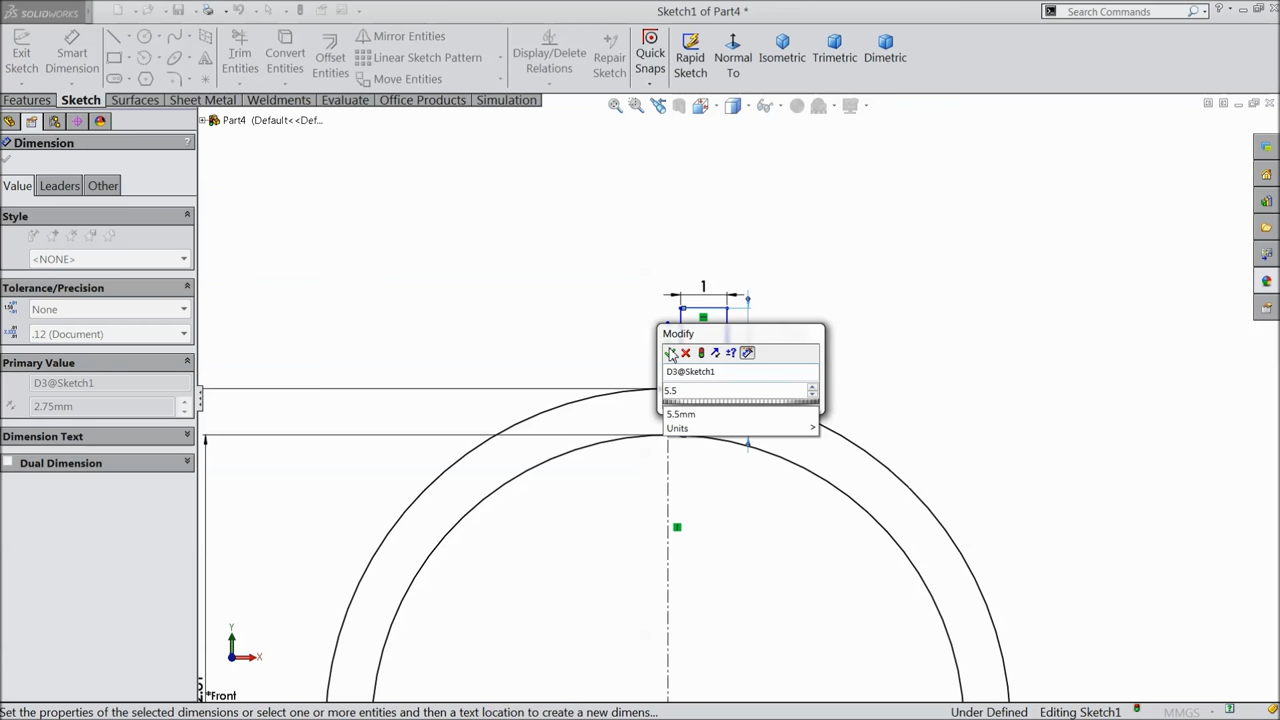 SOLIDWORKS
Sketch1 of Part4 *
Search Commands
Exit Sketch
Smart Dimension
Trim Entities
Convert Entities
Offset Entities
Mirror Entities
Linear Sketch Pattern
Move Entities
Display/Delete Relations
Repair Sketch
Quick Snaps
Rapid Sketch
Normal To
Isometric
Trimetric
Dimetric
Features
Sketch
Surfaces
Sheet Metal
Weldments
Evaluate
Office Products
Simulation
Part4 (Default<<Def...
Dimension
?
Value
Leaders
Other
Style
<NONE>
Tolerance/Precision
None
.12 (Document)
Primary Value
D3@Sketch1
2.75mm
Dimension Text
Dual Dimension
1
Modify
D3@Sketch1
5.5
5.5mm
Units >
Y
X
*Front
Set the properties of the selected dimensions or select one or more entities and then a text location to create a new dimens...
Under Defined
Editing Sketch1
MMGS